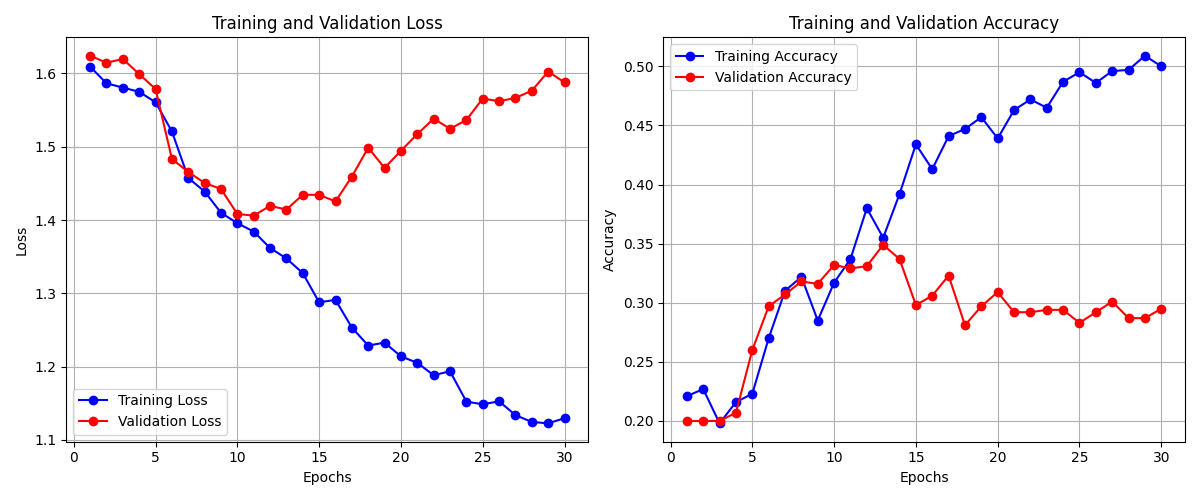 Training and Validation Loss
Loss
1.6
1.5
1.4
1.3
1.2
1.1
Training Loss
Validation Loss
0 5 10 15 20 25 30
Epochs
Training and Validation Accuracy
Accuracy
Training Accuracy
Validation Accuracy
0.50
0.45
0.40
0.35
0.30
0.25
0.20
0 5 10 15 20 25 30
Epochs